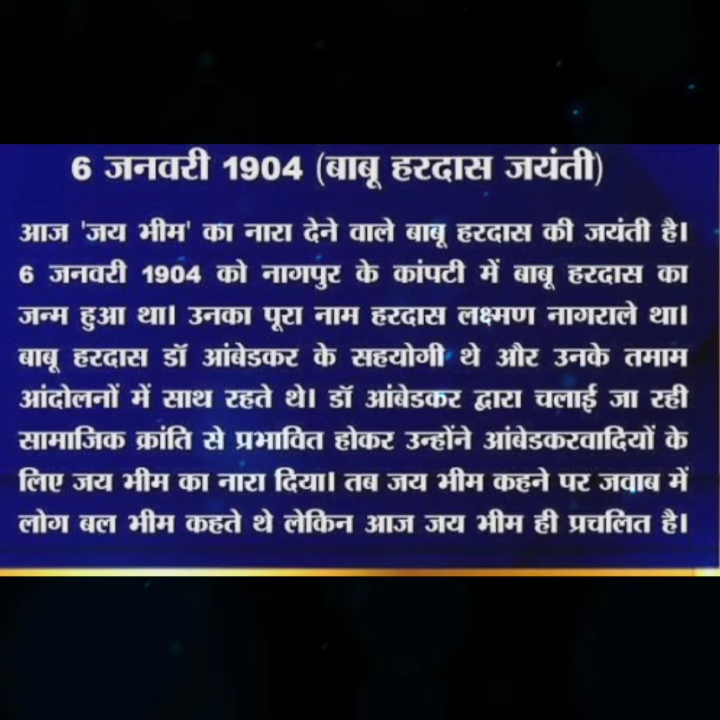 6 जनवरी 1904 (बाबू हरदास जयंती)
आज 'जय भीम' का नारा देने वाले बाबू हरदास की जयंती है।
6 जनवरी 1904 को नागपुर के कांपटी में बाबू हरदास का
जन्म हुआ था। उनका पूरा नाम हरदास लक्ष्मण नागराले था।
बाबू हरदास डॉ आंबेडकर के सहयोगी थे और उनके तमाम
आंदोलनों में साथ रहते थे। डॉ आंबेडकर द्वारा चलाई जा रही
सामाजिक क्रांति से प्रभावित होकर उन्होंने आंबेडकरवादियों के
लिए जय भीम का नारा दिया। तब जय भीम कहने पर जवाब में
लोग बल भीम कहते थे लेकिन आज जय भीम ही प्रचलित है।